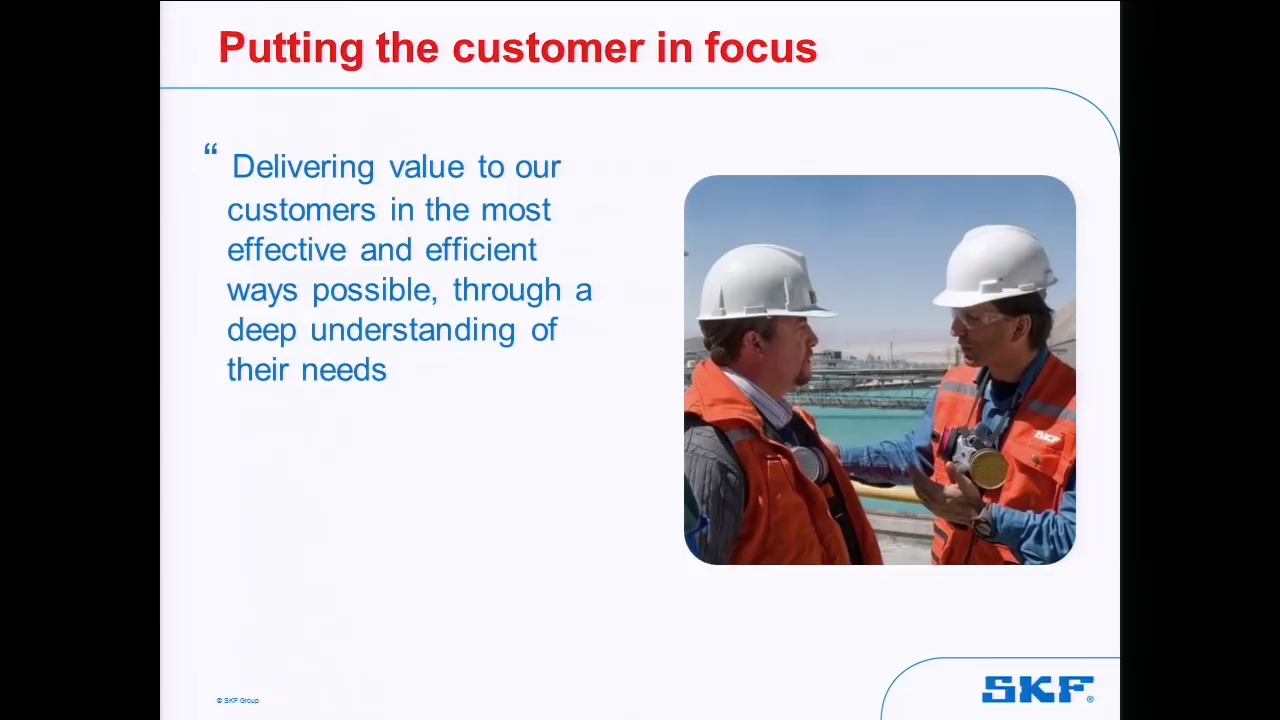 Putting the customer in focus
“ Delivering value to our
customers in the most
effective and efficient
ways possible, through a
deep understanding of
their needs
SKF
© SKF Group
SKF®